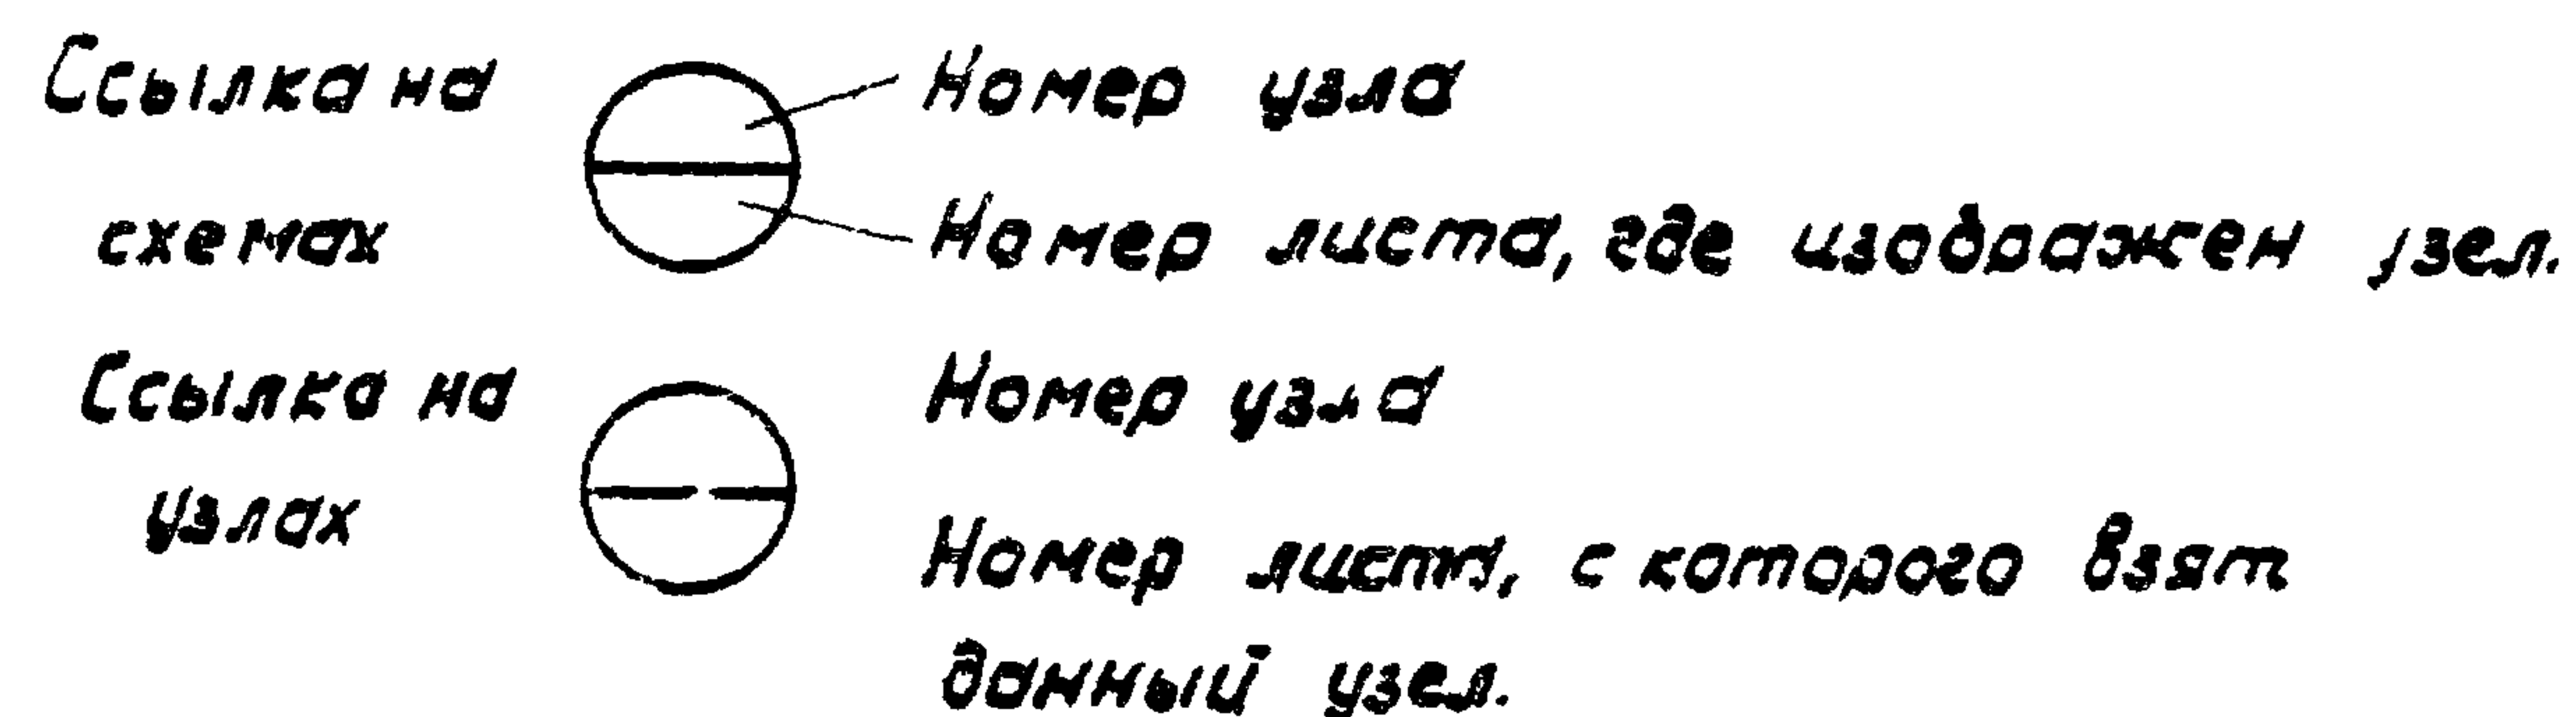 Ссылка на
схемах
Номер узла
Номер листа, где изображен узел.
Ссылка на
узлах
Номер узла
Номер листа, с которого взят
данный узел.